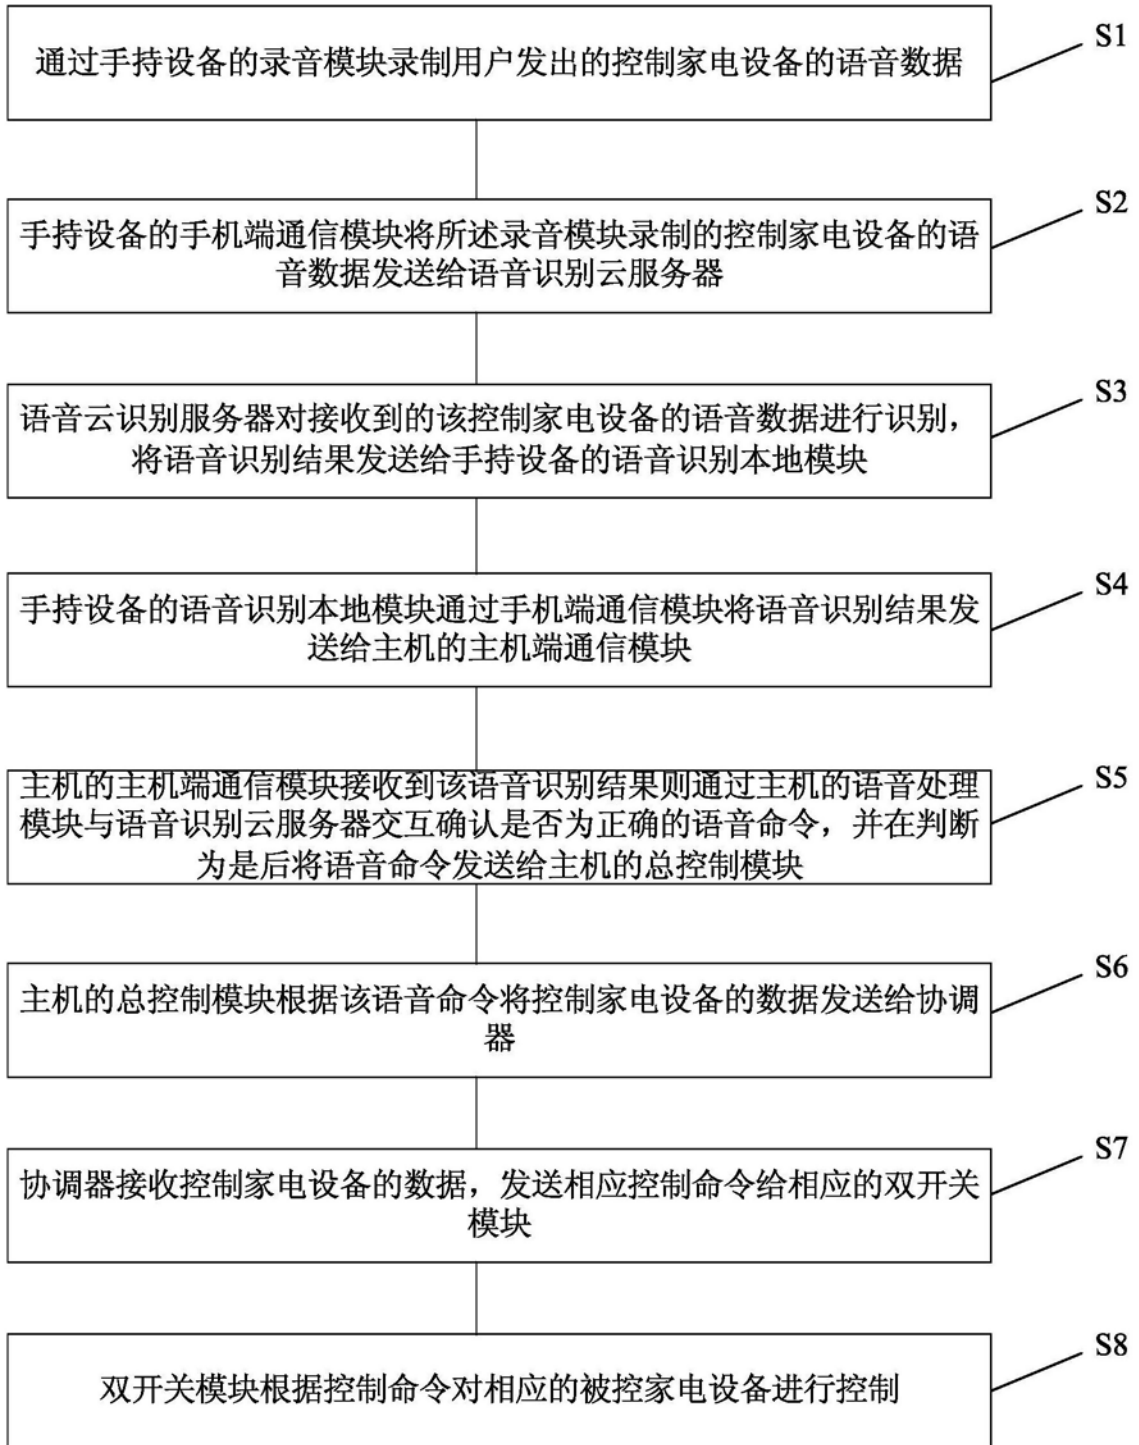 通过手持设备的录音模块录制用户发出的控制家电设备的语音数据
S1
手持设备的手机端通信模块将所述录音模块录制的控制家电设备的语
音数据发送给语音识别云服务器
S2
语音云识别服务器对接收到的该控制家电设备的语音数据进行识别，
将语音识别结果发送给手持设备的语音识别本地模块
S3
手持设备的语音识别本地模块通过手机端通信模块将语音识别结果发
送给主机的主机端通信模块
S4
主机的主机端通信模块接收到该语音识别结果则通过主机的语音处理
模块与语音识别云服务器交互确认是否为正确的语音命令，并在判断
为是后将语音命令发送给主机的总控制模块
S5
主机的总控制模块根据该语音命令将控制家电设备的数据发送给协调
器
S6
协调器接收控制家电设备的数据，发送相应控制命令给相应的双开关
模块
S7
双开关模块根据控制命令对相应的被控家电设备进行控制
S8